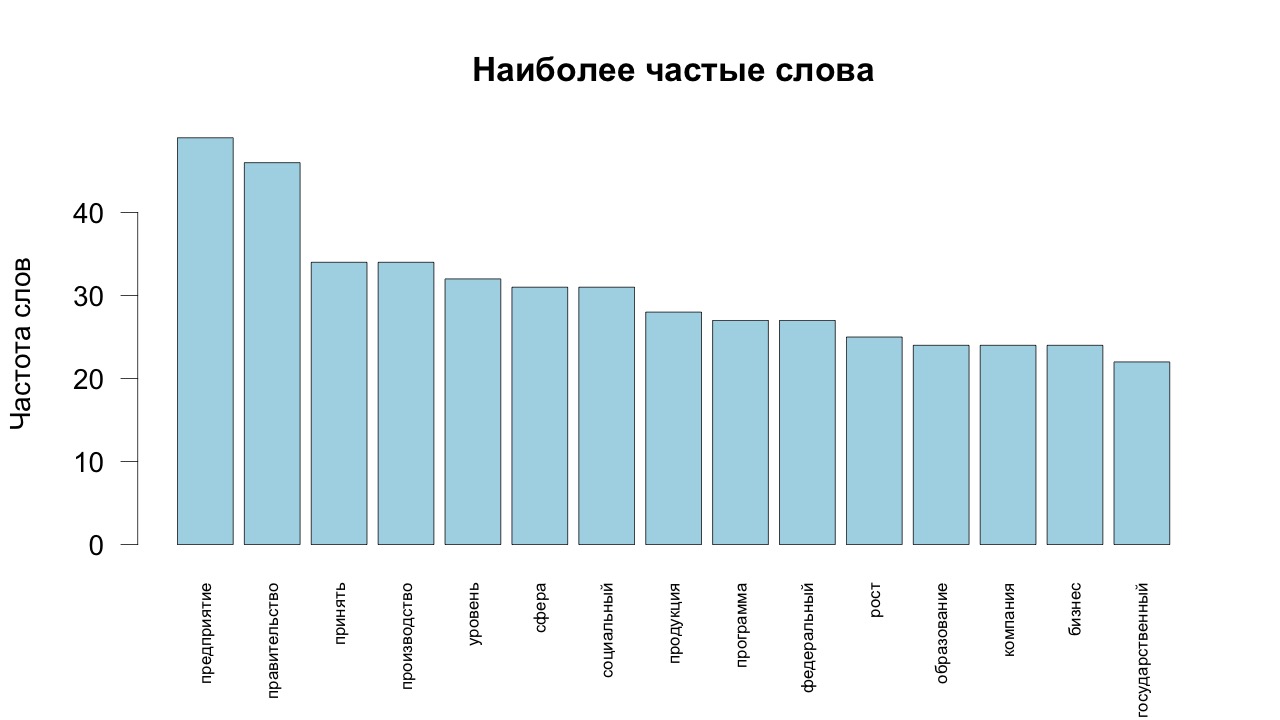 Наиболее частые слова
Частота слов
40
30
20
10
0
предприятие
правительство
принять
производство
уровень
сфера
социальный
продукция
программа
федеральный
рост
образование
компания
бизнес
государственный